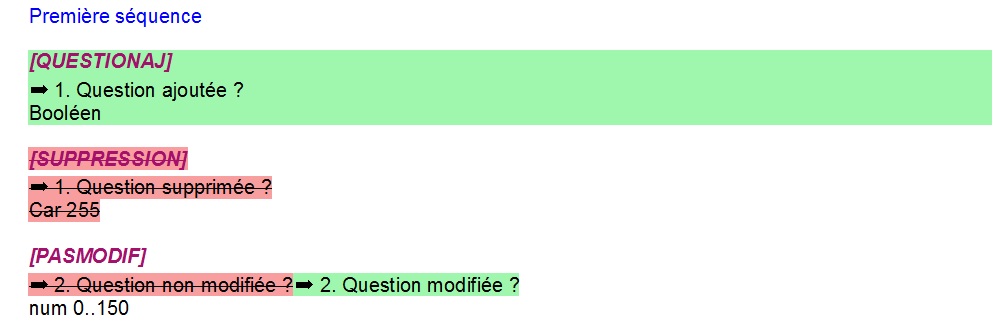 Première séquence
[QUESTIONAJ]
➡ 1. Question ajoutée ?
Booléen
[SUPPRESSION]
➡ 1. Question supprimée ?
Car 255
[PASMODIF]
➡ 2. Question non modifiée ?➡ 2. Question modifiée ?
num 0..150